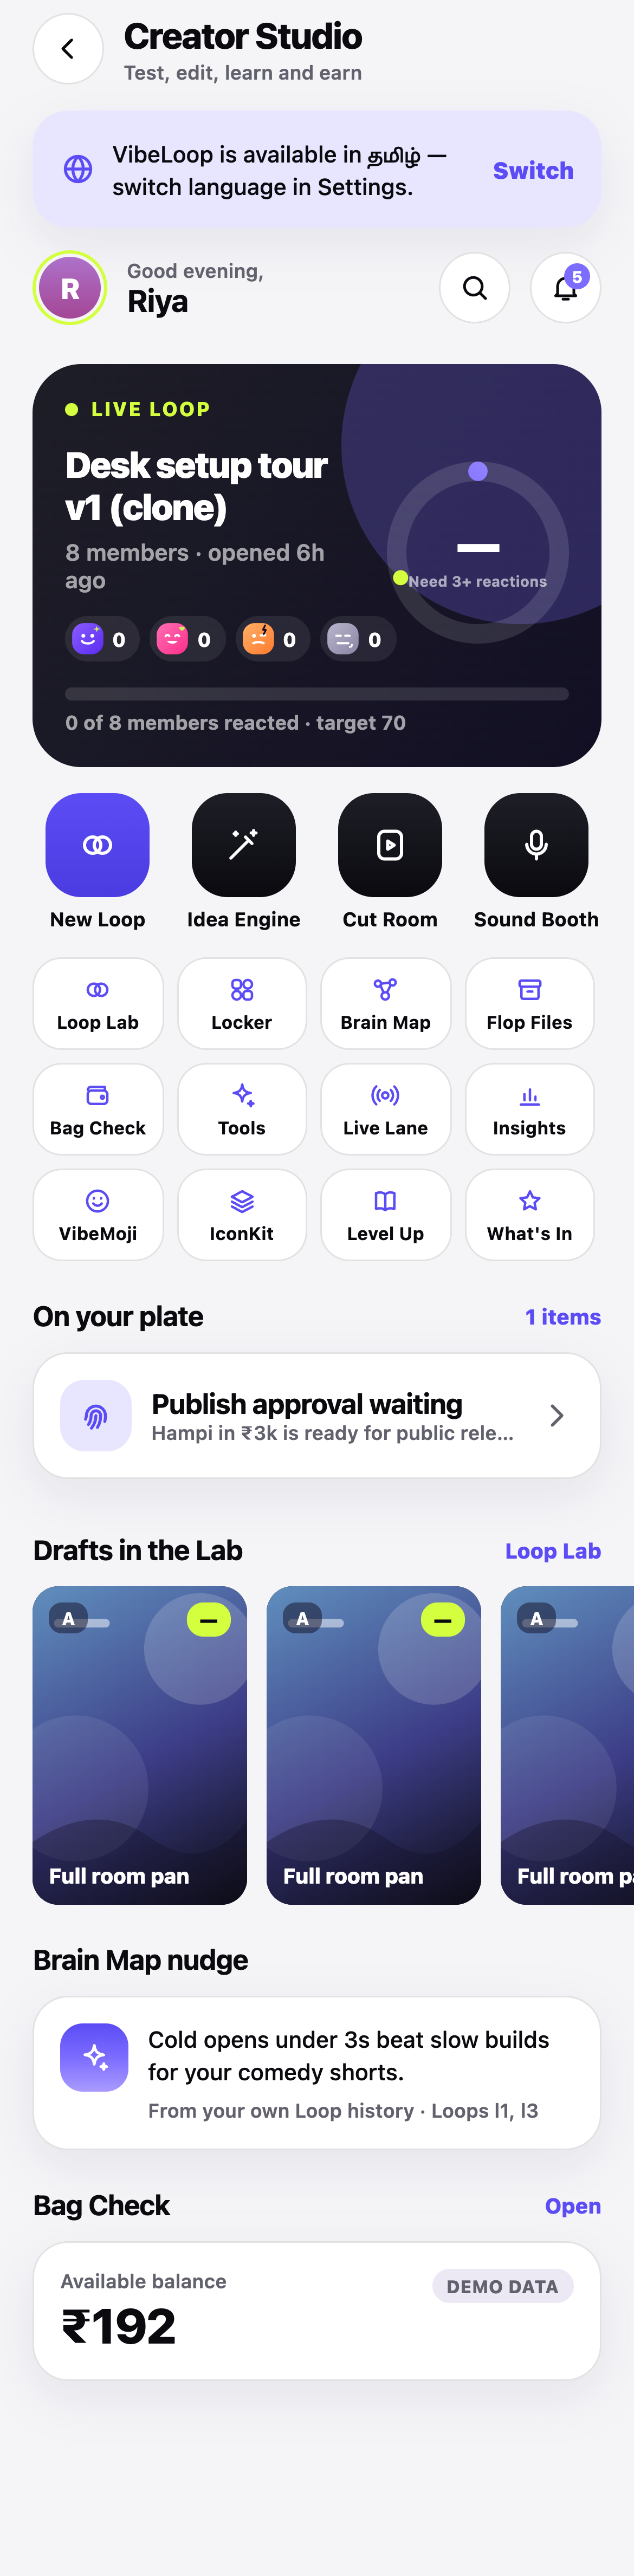 Creator Studio
Test, edit, learn and earn
VibeLoop is available in தமிழ் —
switch language in Settings.
Switch
R
Good evening,
Riya
5
LIVE LOOP
Desk setup tour
v1 (clone)
8 members · opened 6h
ago
—
Need 3+ reactions
0
0
0
0
0 of 8 members reacted · target 70
New Loop
Idea Engine
Cut Room
Sound Booth
Loop Lab
Locker
Brain Map
Flop Files
Bag Check
Tools
Live Lane
Insights
VibeMoji
IconKit
Level Up
What's In
On your plate
1 items
Publish approval waiting
Hampi in ₹3k is ready for public rele...
Drafts in the Lab
Loop Lab
A
—
A
—
A
Full room pan
Full room pan
Full room pa
Brain Map nudge
Cold opens under 3s beat slow builds
for your comedy shorts.
From your own Loop history · Loops l1, l3
Bag Check
Open
Available balance
DEMO DATA
₹192